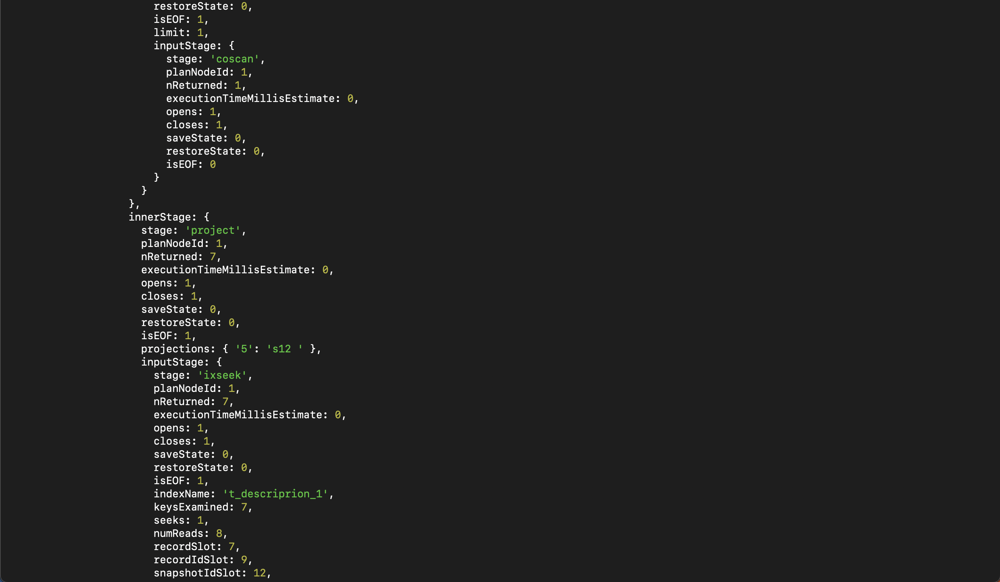 restoreState: 0,
isEOF: 1,
limit: 1,
inputStage: {
stage: 'coscan',
planNodeId: 1,
nReturned: 1,
executionTimeMillisEstimate: 0,
opens: 1,
closes: 1,
saveState: 0,
restoreState: 0,
isEOF: 0
}
}
},
innerStage: {
stage: 'project',
planNodeId: 1,
nReturned: 7,
executionTimeMillisEstimate: 0,
opens: 1,
closes: 1,
saveState: 0,
restoreState: 0,
isEOF: 1,
projections: { '5': 's12 ' },
inputStage: {
stage: 'ixseek',
planNodeId: 1,
nReturned: 7,
executionTimeMillisEstimate: 0,
opens: 1,
closes: 1,
saveState: 0,
restoreState: 0,
isEOF: 1,
indexName: 't_descriprion_1',
keysExamined: 7,
seeks: 1,
numReads: 8,
recordSlot: 7,
recordIdSlot: 9,
snapshotIdSlot: 12,